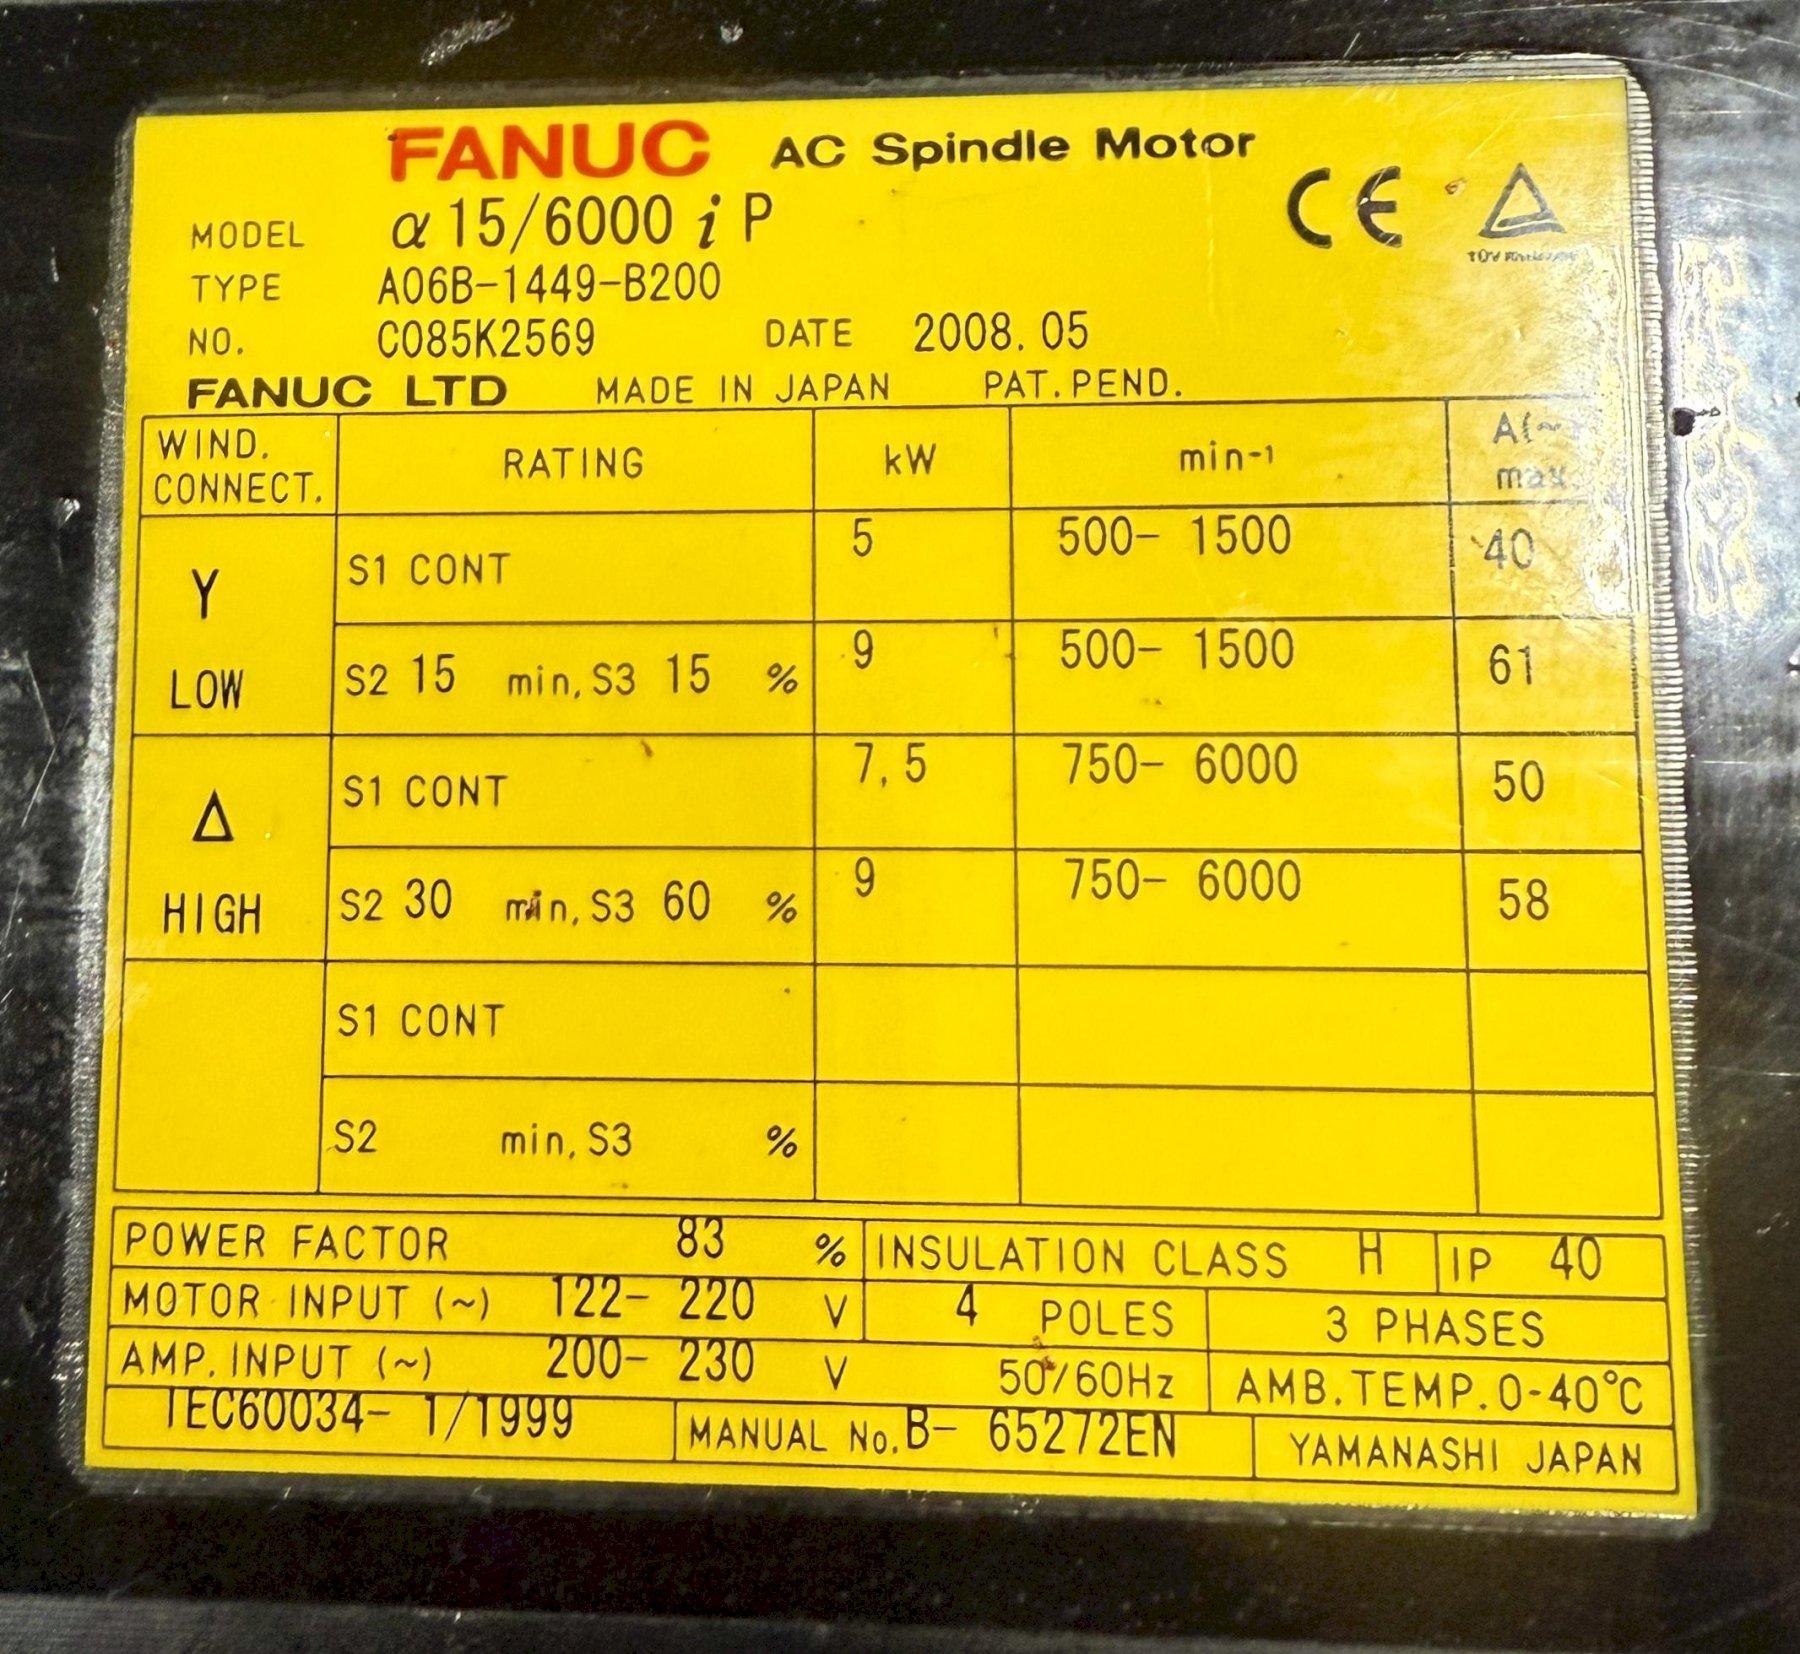 FANUC AC Spindle Motor
MODEL α 15/6000 i P
CE
TYPE A06B-1449-B200
NO. C085K2569 DATE 2008. 05
FANUC LTD MADE IN JAPAN PAT. PEND.
WIND. CONNECT. RATING kW min-1 A(~) max.
Y LOW S1 CONT 5 500- 1500 40
S2 15 min, S3 15 % 9 500- 1500 61
Δ HIGH S1 CONT 7, 5 750- 6000 50
S2 30 min, S3 60 % 9 750- 6000 58
S1 CONT
S2 min, S3 %
POWER FACTOR 83 % INSULATION CLASS H IP 40
MOTOR INPUT (~) 122- 220 V 4 POLES 3 PHASES
AMP. INPUT (~) 200- 230 V 50/60Hz AMB. TEMP. 0-40°C
IEC60034- 1/1999 MANUAL No. B- 65272EN YAMANASHI JAPAN